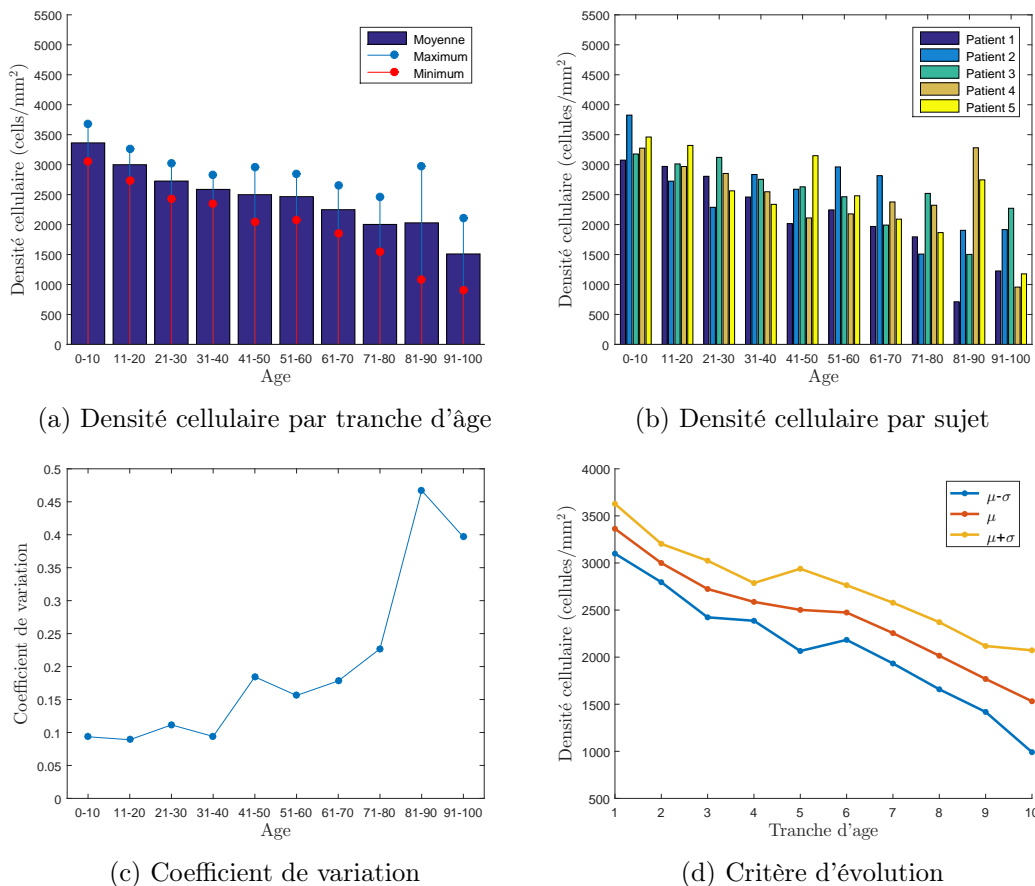 5500
5000
4500
4000
3500
3000
2500
2000
1500
1000
500
0
Densité cellulaire (cells/mm²)
Moyenne
Maximum
Minimum
0-10 11-20 21-30 31-40 41-50 51-60 61-70 71-80 81-90 91-100
Age
(a) Densité cellulaire par tranche d'âge
5500
5000
4500
4000
3500
3000
2500
2000
1500
1000
500
0
Densité cellulaire (cellules/mm²)
Patient 1
Patient 2
Patient 3
Patient 4
Patient 5
0-10 11-20 21-30 31-40 41-50 51-60 61-70 71-80 81-90 91-100
Age
(b) Densité cellulaire par sujet
0.5
0.45
0.4
0.35
0.3
0.25
0.2
0.15
0.1
0.05
0
Coefficient de variation
0-10 11-20 21-30 31-40 41-50 51-60 61-70 71-80 81-90 91-100
Age
(c) Coefficient de variation
4000
3500
3000
2500
2000
1500
1000
500
Densité cellulaire (cellules/mm²)
μ-σ
μ
μ+σ
1 2 3 4 5 6 7 8 9 10
Tranche d'age
(d) Critère d'évolution